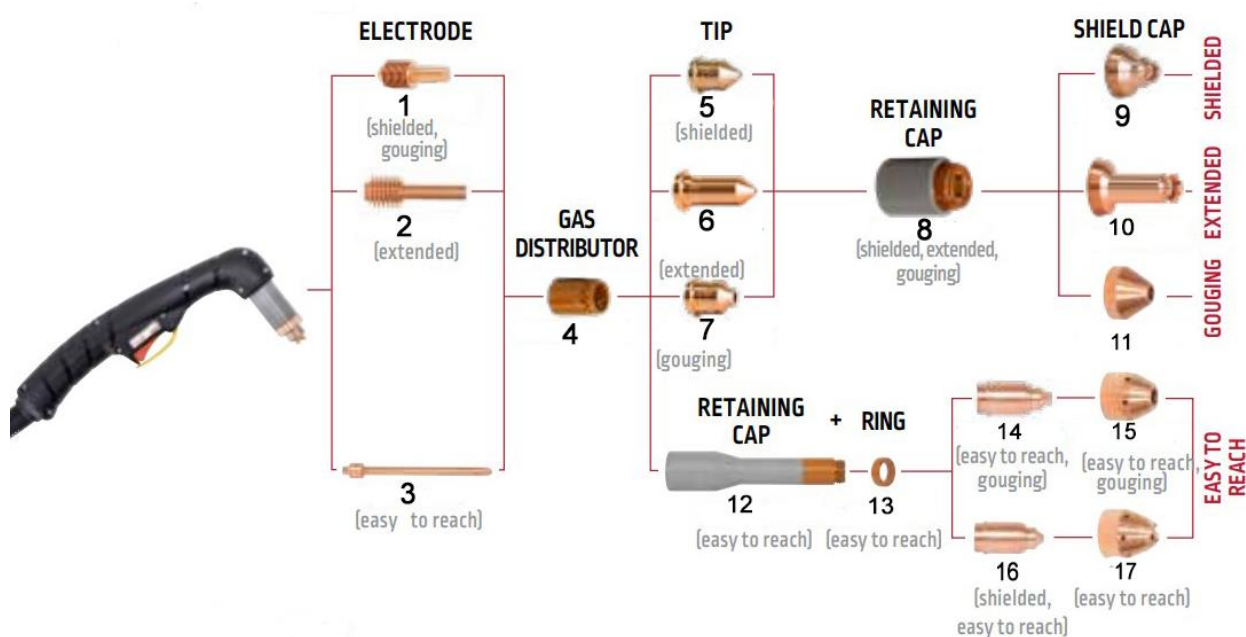 ELECTRODE
1
(shielded,
gouging)
2
(extended)
3
(easy to reach)
GAS
DISTRIBUTOR
4
TIP
5
(shielded)
6
(extended)
7
(gouging)
RETAINING
CAP
8
(shielded, extended,
gouging)
SHIELD CAP
9
SHIELDED
10
EXTENDED
11
GOUGING
RETAINING
CAP
+ RING
12
(easy to reach)
13
(easy to reach)
14
(easy to reach,
gouging)
15
(easy to reach,
gouging)
16
(shielded,
easy to reach)
17
(easy to reach)
EASY TO
REACH